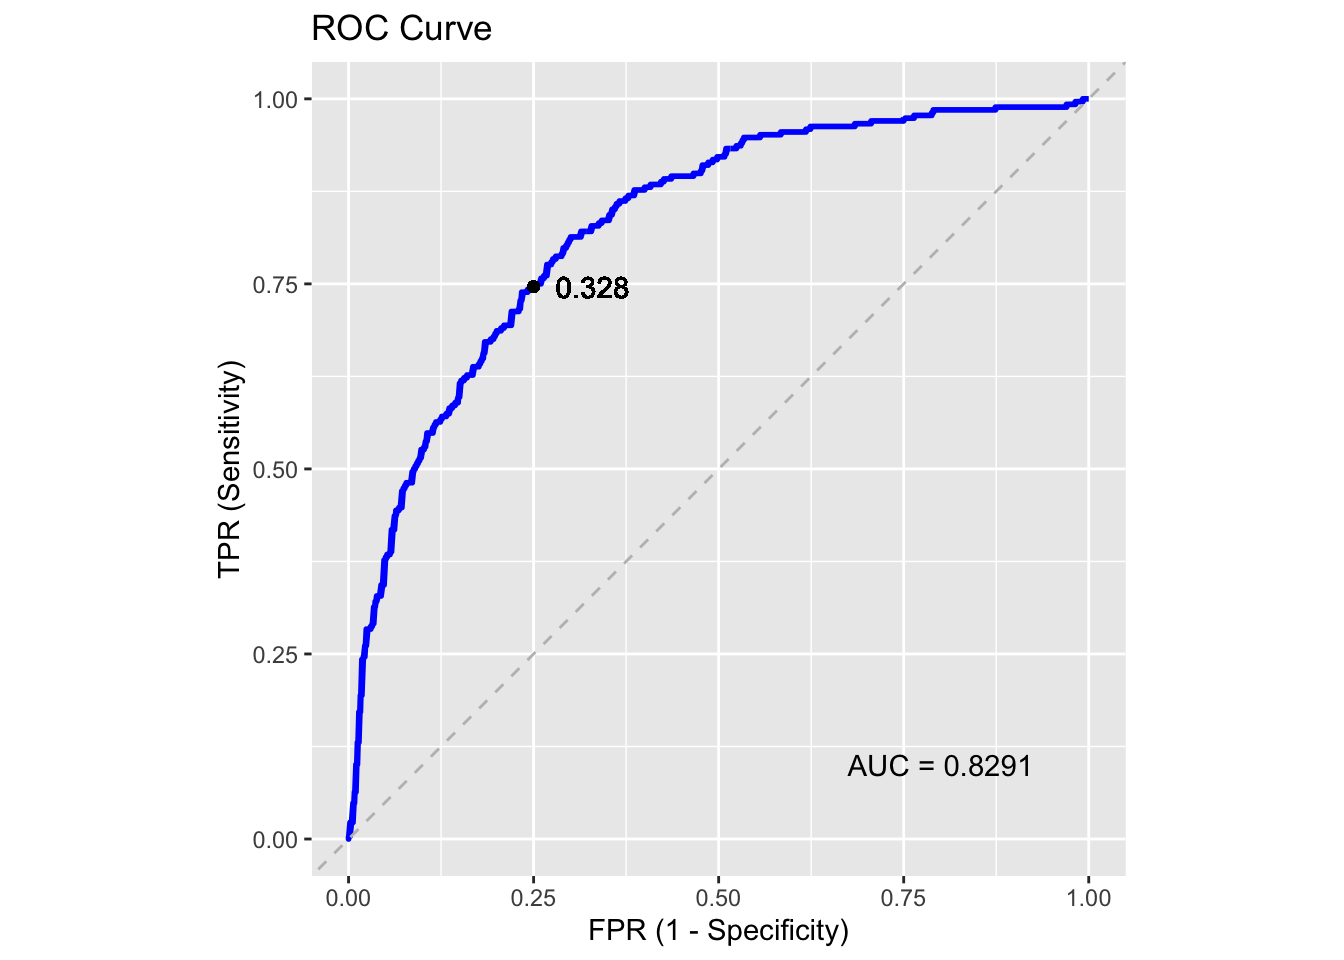 ROC Curve
1.00
0.75
0.50
0.25
0.00
TPR (Sensitivity)
0.328
AUC = 0.8291
0.00 0.25 0.50 0.75 1.00
FPR (1 - Specificity)